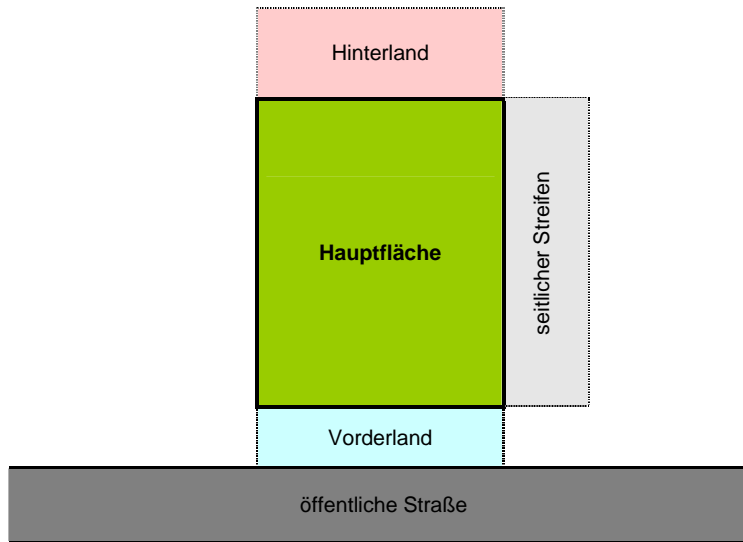 Hinterland
Hauptfläche
seitlicher Streifen
Vorderland
öffentliche Straße